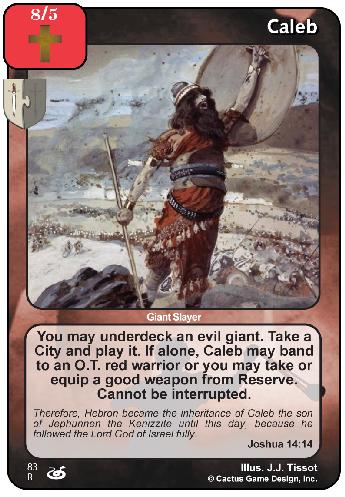 8/5
Caleb
Giant Slayer
You may underdeck an evil giant. Take a
City and play it. If alone, Caleb may band
to an O.T. red warrior or you may take or
equip a good weapon from Reserve.
Cannot be interrupted.
Therefore, Hebron became the inheritance of Caleb the son
of Jephunneh the Kenizzite until this day because he
followed the Lord God of Israel fully.
Joshua 14:14
83
R
Illus. J.J. Tissot
© Cactus Game Design, Inc.